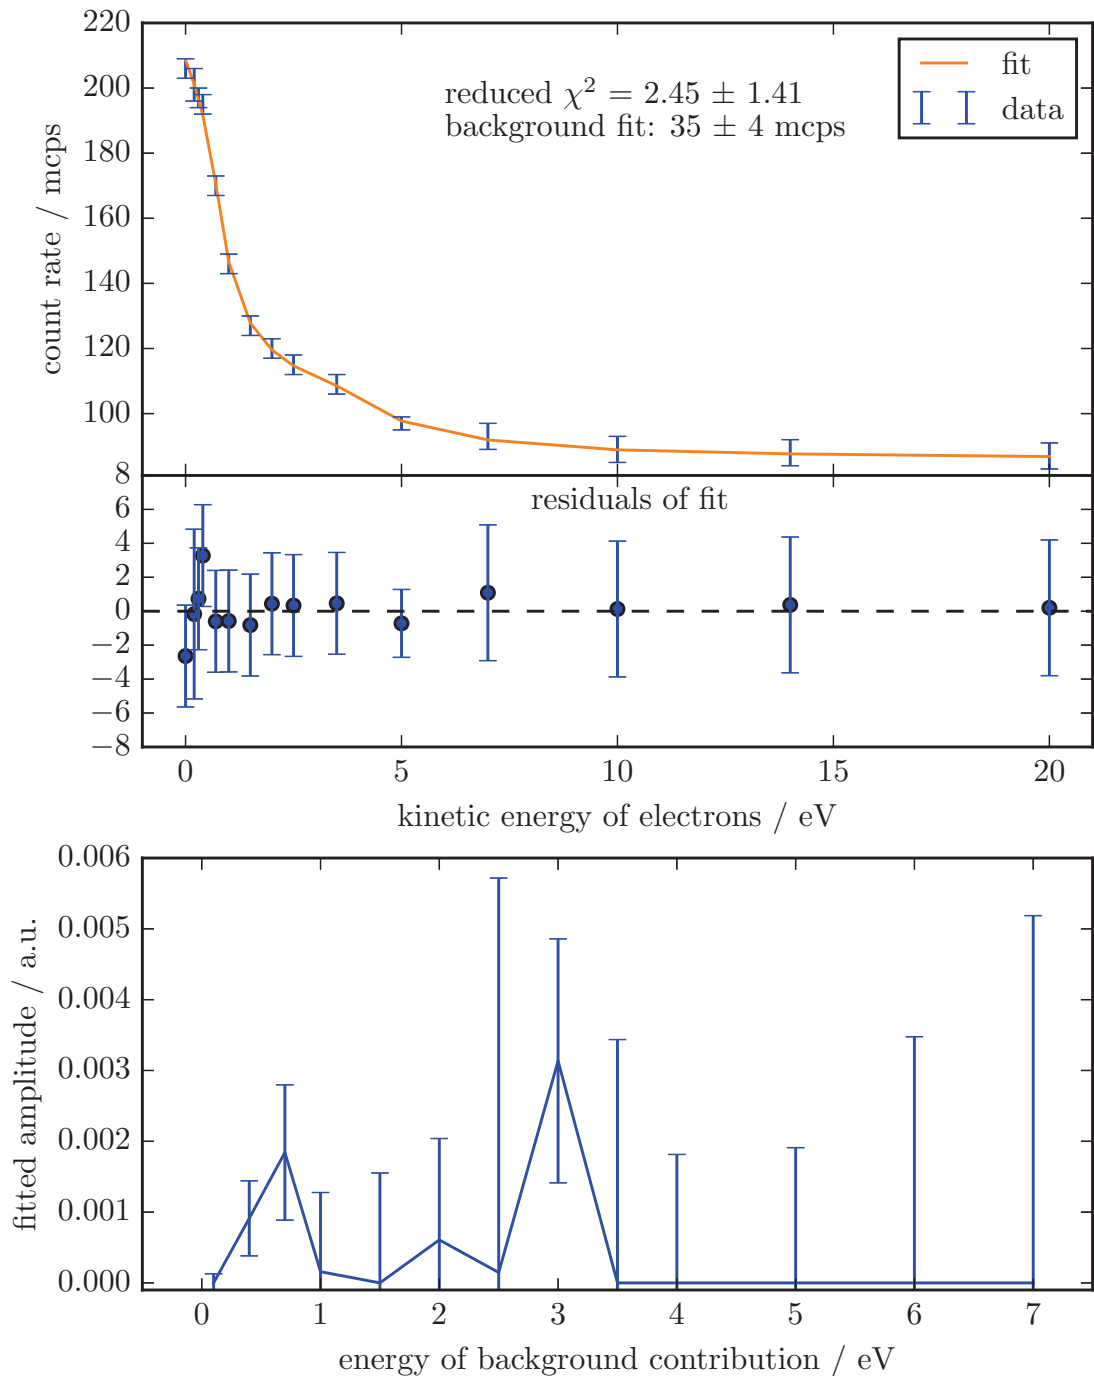 220
200
180
160
140
120
100
8
count rate / mcps
reduced χ² = 2.45 ± 1.41
background fit: 35 ± 4 mcps
fit
data
residuals of fit
6
4
2
0
−2
−4
−6
−8
0 5 10 15 20
kinetic energy of electrons / eV
0.006
0.005
0.004
0.003
0.002
0.001
0.000
fitted amplitude / a.u.
0 1 2 3 4 5 6 7
energy of background contribution / eV